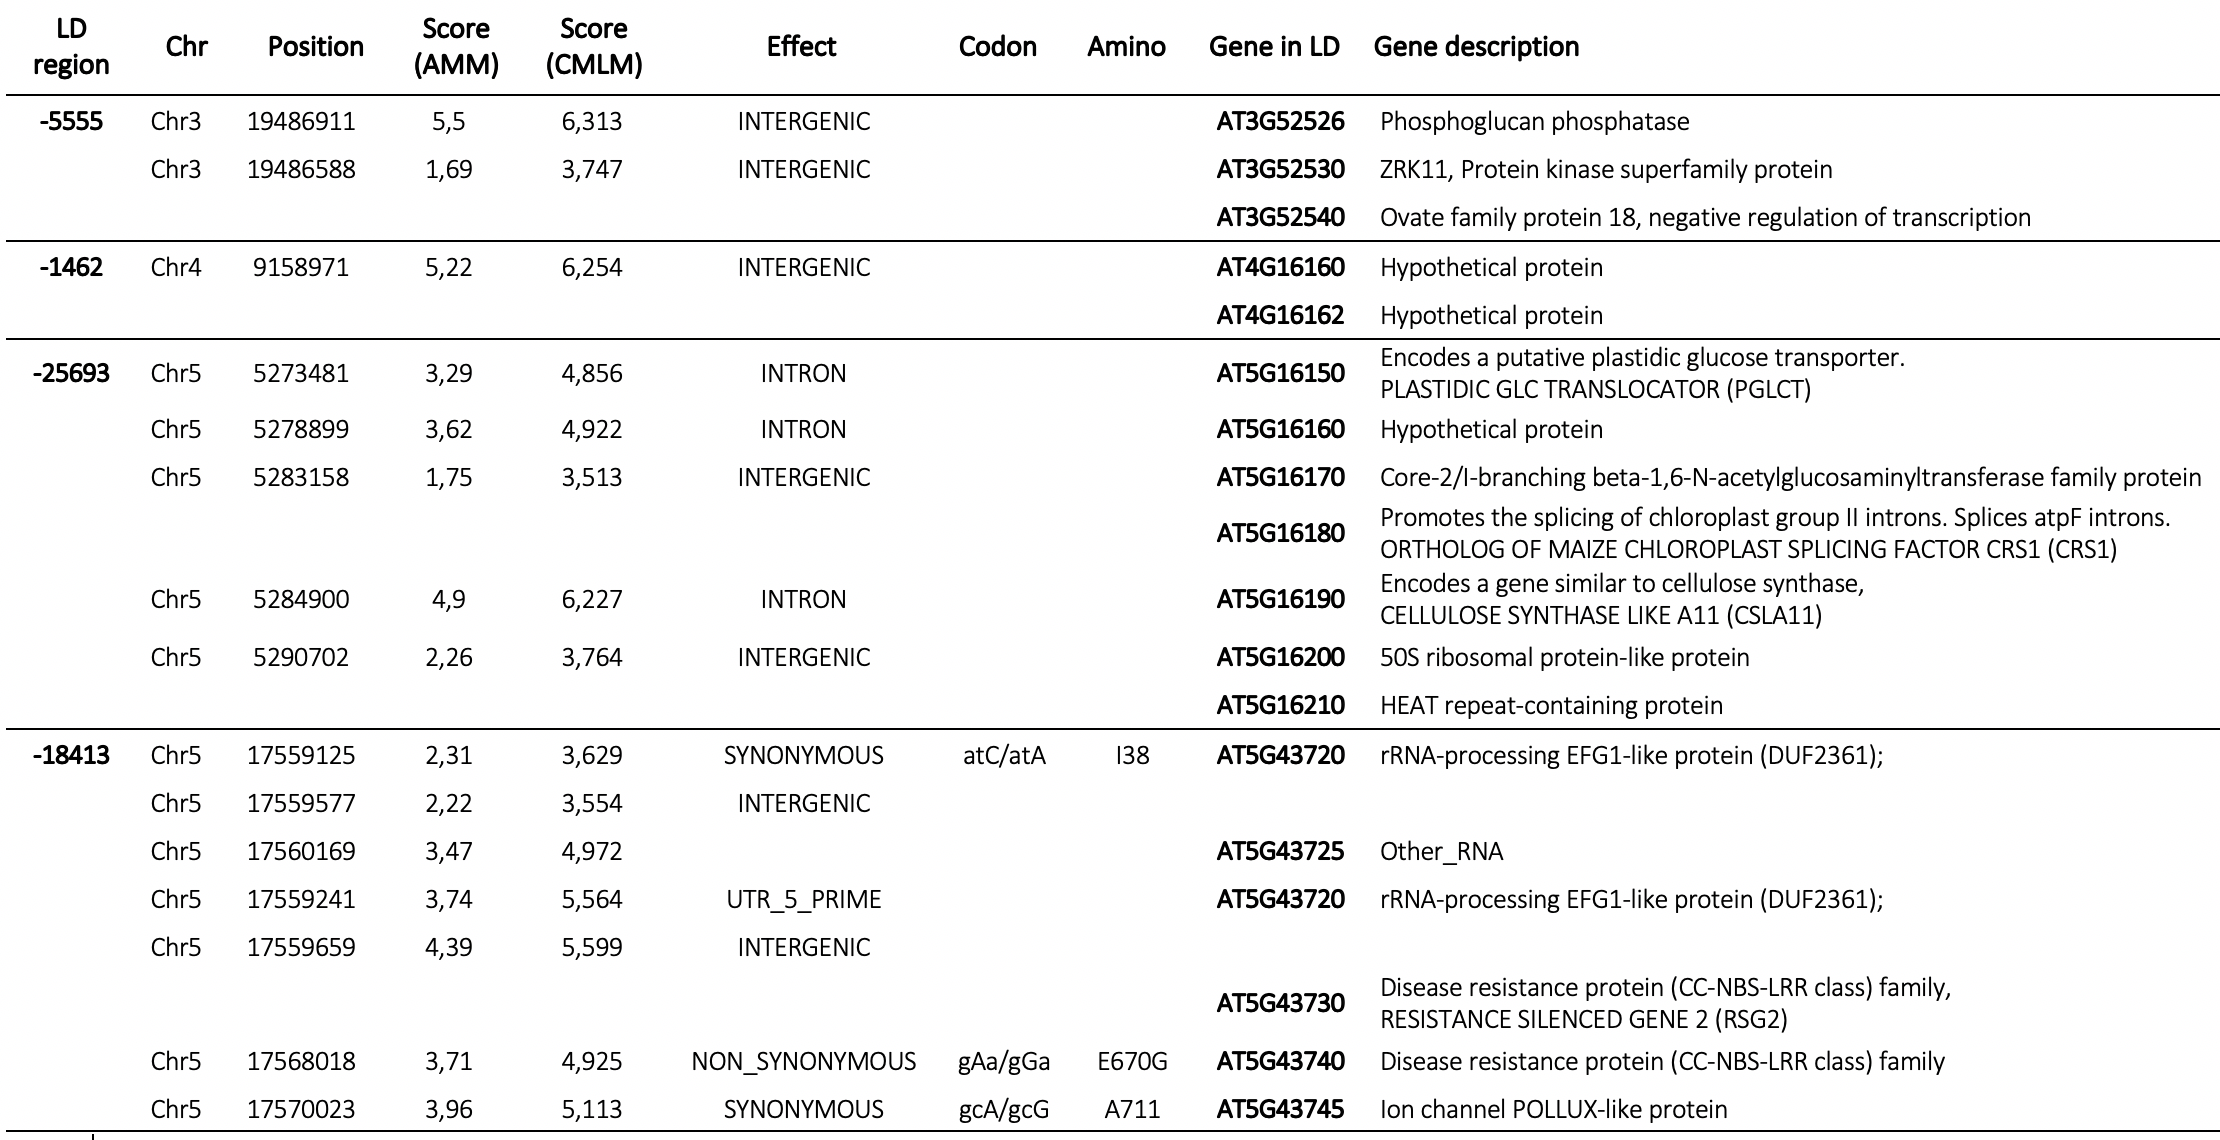 LD region Chr Position Score (AMM) Score (CMLM) Effect Codon Amino Gene in LD Gene description
-5555 Chr3 19486911 5,5 6,313 INTERGENIC AT3G52526 Phosphoglucan phosphatase
Chr3 19486588 1,69 3,747 INTERGENIC AT3G52530 ZRK11, Protein kinase superfamily protein
AT3G52540 Ovate family protein 18, negative regulation of transcription
-1462 Chr4 9158971 5,22 6,254 INTERGENIC AT4G16160 Hypothetical protein
AT4G16162 Hypothetical protein
-25693 Chr5 5273481 3,29 4,856 INTRON AT5G16150 Encodes a putative plastidic glucose transporter.
PLASTIDIC GLC TRANSLOCATOR (PGLCT)
Chr5 5278899 3,62 4,922 INTRON AT5G16160 Hypothetical protein
Chr5 5283158 1,75 3,513 INTERGENIC AT5G16170 Core-2/I-branching beta-1,6-N-acetylglucosaminyltransferase family protein
AT5G16180 Promotes the splicing of chloroplast group II introns. Splices atpF introns.
ORTHOLOG OF MAIZE CHLOROPLAST SPLICING FACTOR CRS1 (CRS1)
Chr5 5284900 4,9 6,227 INTRON AT5G16190 Encodes a gene similar to cellulose synthase,
CELLULOSE SYNTHASE LIKE A11 (CSLA11)
Chr5 5290702 2,26 3,764 INTERGENIC AT5G16200 50S ribosomal protein-like protein
AT5G16210 HEAT repeat-containing protein
-18413 Chr5 17559125 2,31 3,629 SYNONYMOUS atC/atA I38 AT5G43720 rRNA-processing EFG1-like protein (DUF2361);
Chr5 17559577 2,22 3,554 INTERGENIC
Chr5 17560169 3,47 4,972 AT5G43725 Other_RNA
Chr5 17559241 3,74 5,564 UTR_5_PRIME AT5G43720 rRNA-processing EFG1-like protein (DUF2361);
Chr5 17559659 4,39 5,599 INTERGENIC
AT5G43730 Disease resistance protein (CC-NBS-LRR class) family,
RESISTANCE SILENCED GENE 2 (RSG2)
Chr5 17568018 3,71 4,925 NON_SYNONYMOUS gAa/gGa E670G AT5G43740 Disease resistance protein (CC-NBS-LRR class) family
Chr5 17570023 3,96 5,113 SYNONYMOUS gcA/gcG A711 AT5G43745 Ion channel POLLUX-like protein